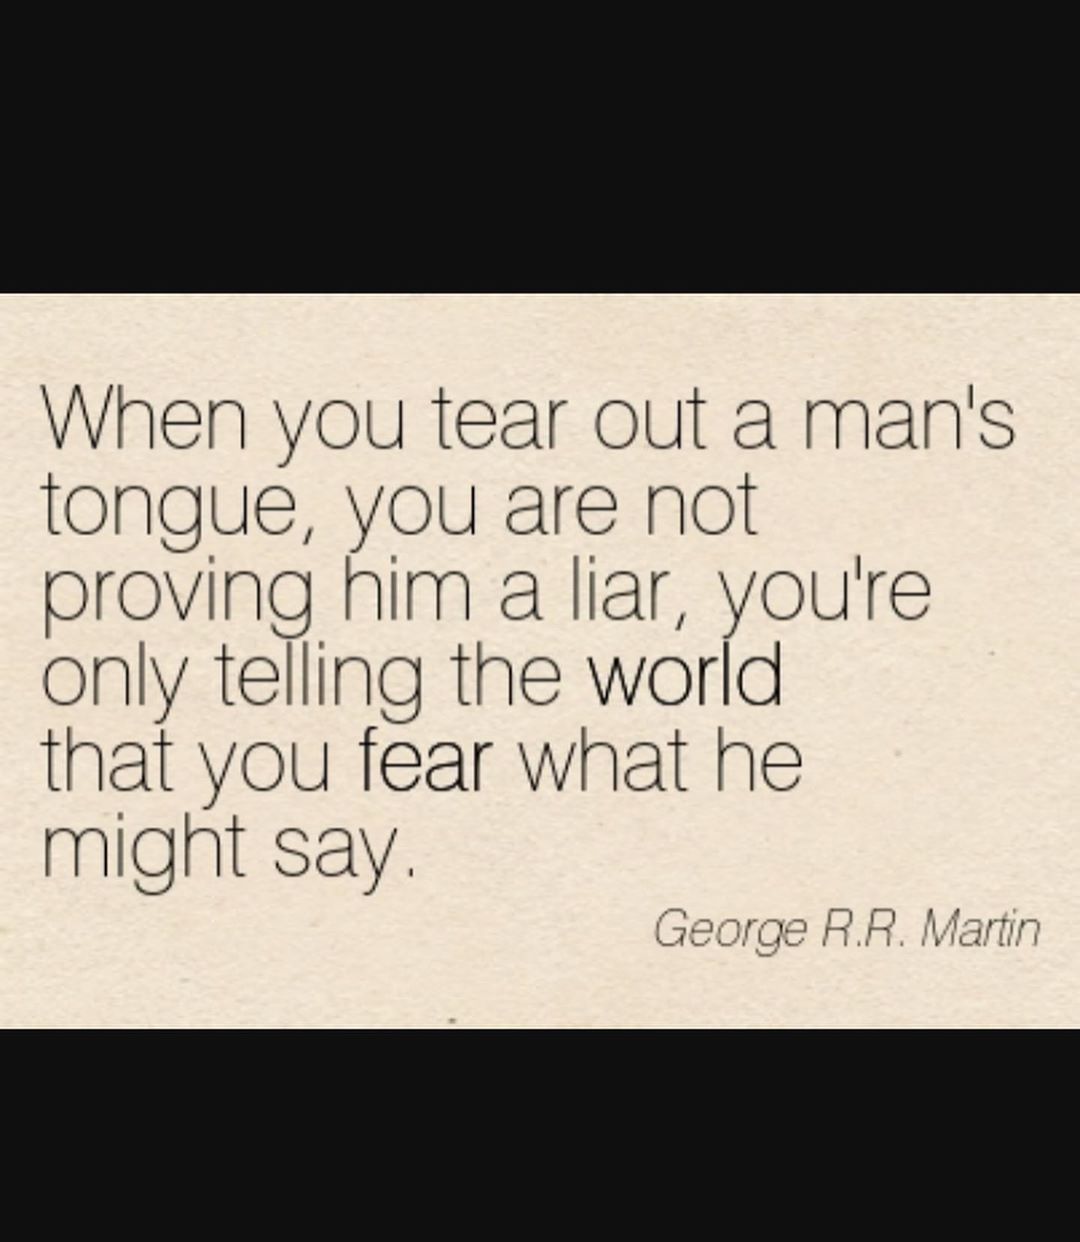 When you tear out a man's
tongue, you are not
proving him a liar, you're
only telling the world
that you fear what he
might say.
George R.R. Martin